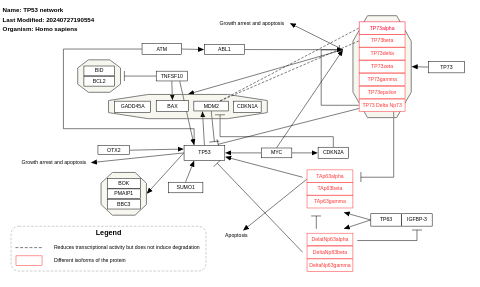 Name: TP53 network
Last Modified: 20240727190554
Organism: Homo sapiens
Growth arrest and apoptosis
TP73alpha
TP73beta
TP73delta
TP73zeta
TP73gamma
TP73epsilon
TP73 Delta Np73
TP73
ATM
ABL1
BID
BCL2
TNFSF10
GADD45A
BAX
MDM2
CDKN1A
OTX2
TP53
MYC
CDKN2A
Growth arrest and apoptosis
BOK
PMAIP1
BBC3
SUMO1
TAp63alpha
TAp63beta
TAp63gamma
TP63
IGFBP-3
Apoptosis
DeltaNp63alpha
DeltaNp63beta
DeltaNp63gamma
Legend
Reduces transcriptional activity but does not induce degradation
Different isoforms of the protein